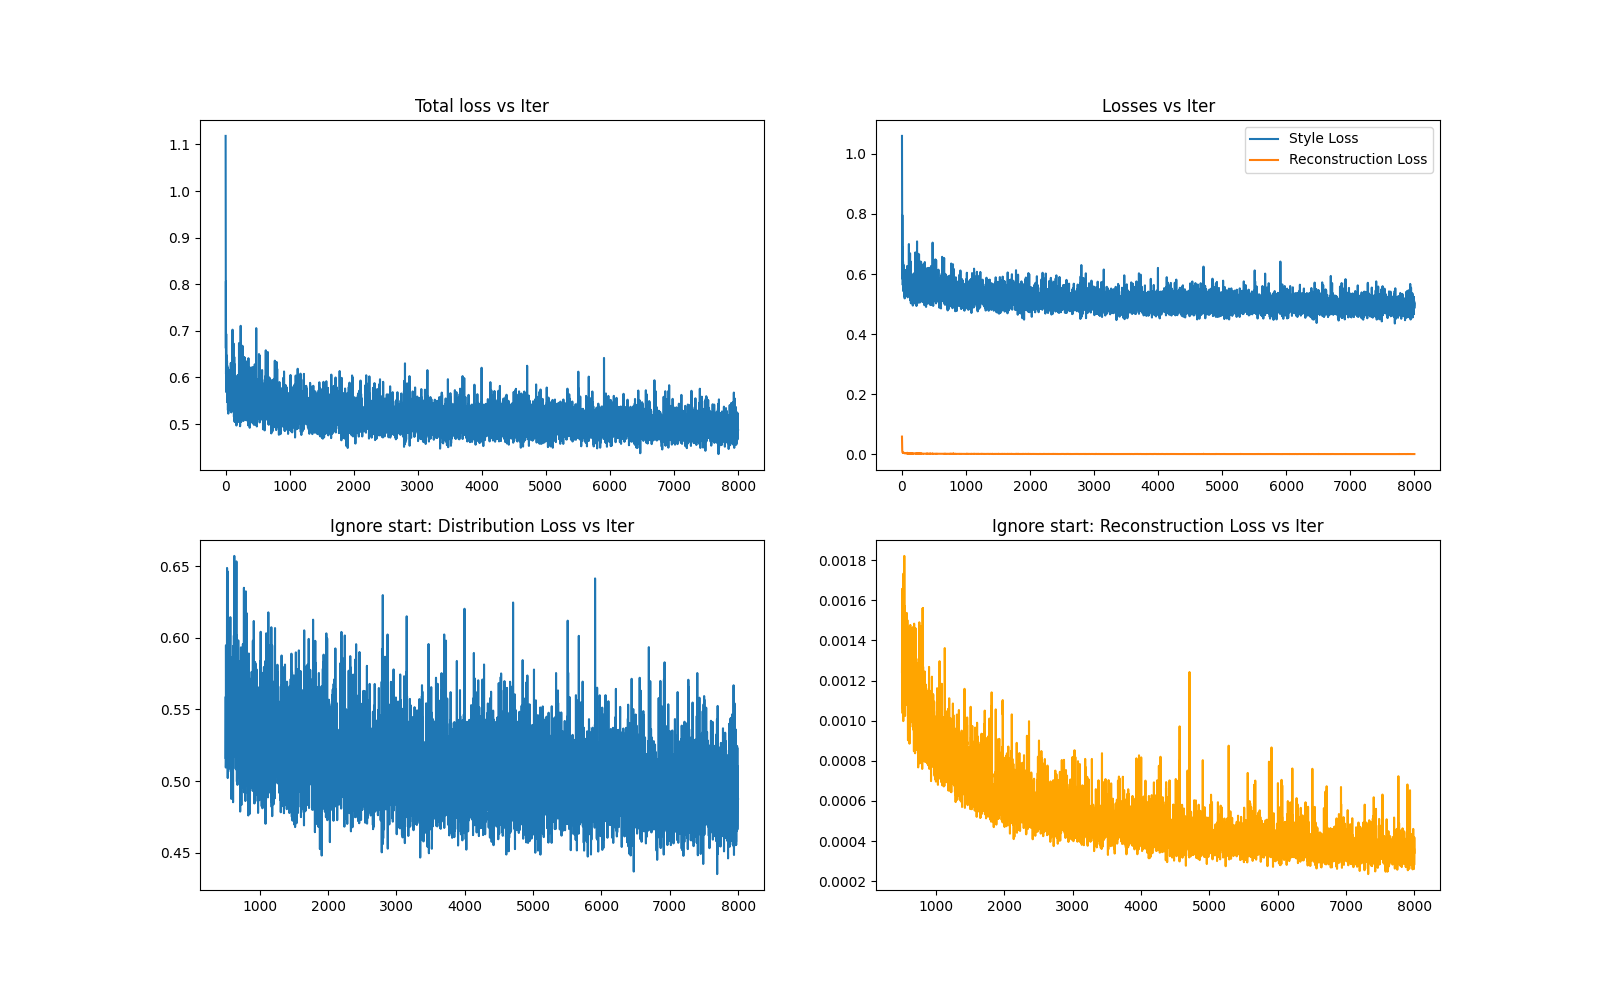 Total loss vs Iter
1.1
1.0
0.9
0.8
0.7
0.6
0.5
0 1000 2000 3000 4000 5000 6000 7000 8000
Losses vs Iter
Style Loss
Reconstruction Loss
1.0
0.8
0.6
0.4
0.2
0.0
0 1000 2000 3000 4000 5000 6000 7000 8000
Ignore start: Distribution Loss vs Iter
0.65
0.60
0.55
0.50
0.45
1000 2000 3000 4000 5000 6000 7000 8000
Ignore start: Reconstruction Loss vs Iter
0.0018
0.0016
0.0014
0.0012
0.0010
0.0008
0.0006
0.0004
0.0002
1000 2000 3000 4000 5000 6000 7000 8000